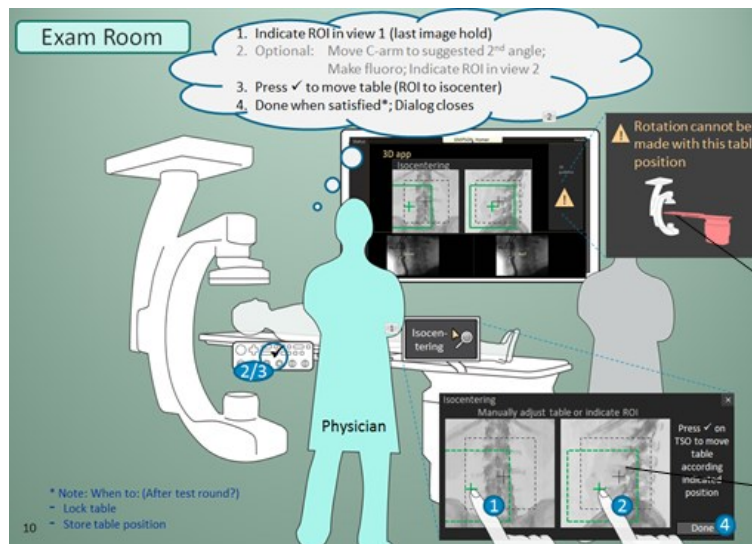 Exam Room
1. Indicate ROI in view 1 (last image hold)
2. Optional: Move C-arm to suggested 2nd angle;
Make fluoro; Indicate ROI in view 2
3. Press ✓ to move table (ROI to isocenter)
4. Done when satisfied*; Dialog closes
2
3D app
Isocentering
Rotation cannot be
made with this tabl
position
Isocen-
tering
2/3
Physician
Isocentering
Manually adjust table or indicate ROI
Press ✓ on
TSO to move
table
according
indicated
position
1
2
Done
4
* Note: When to: (After test round?)
- Lock table
- Store table position
10